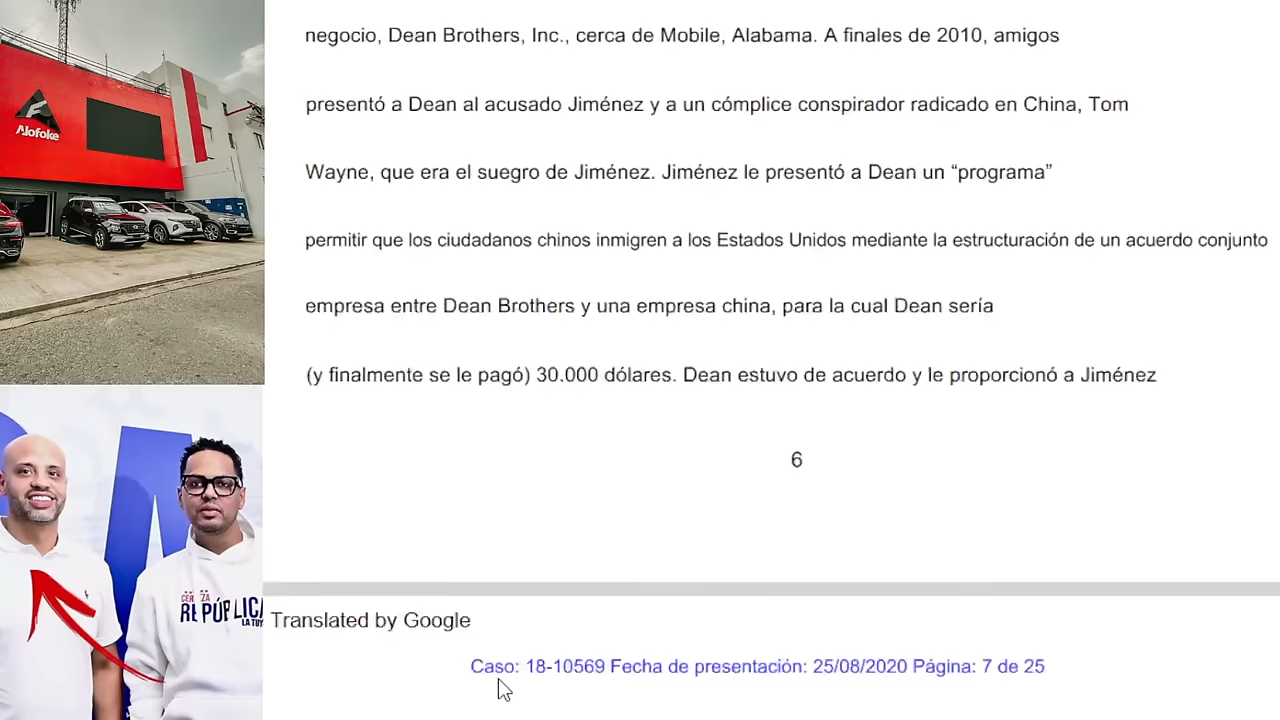 negocio, Dean Brothers, Inc., cerca de Mobile, Alabama. A finales de 2010, amigos
presentó a Dean al acusado Jiménez y a un cómplice conspirador radicado en China, Tom
Wayne, que era el suegro de Jiménez. Jiménez le presentó a Dean un “programa”
permitir que los ciudadanos chinos inmigren a los Estados Unidos mediante la estructuración de un acuerdo conjunto
empresa entre Dean Brothers y una empresa china, para la cual Dean sería
(y finalmente se le pagó) 30.000 dólares. Dean estuvo de acuerdo y le proporcionó a Jiménez
6
Translated by Google
Caso: 18-10569 Fecha de presentación: 25/08/2020 Página: 7 de 25
Alofoke
REPÚBLICA
LA TUY